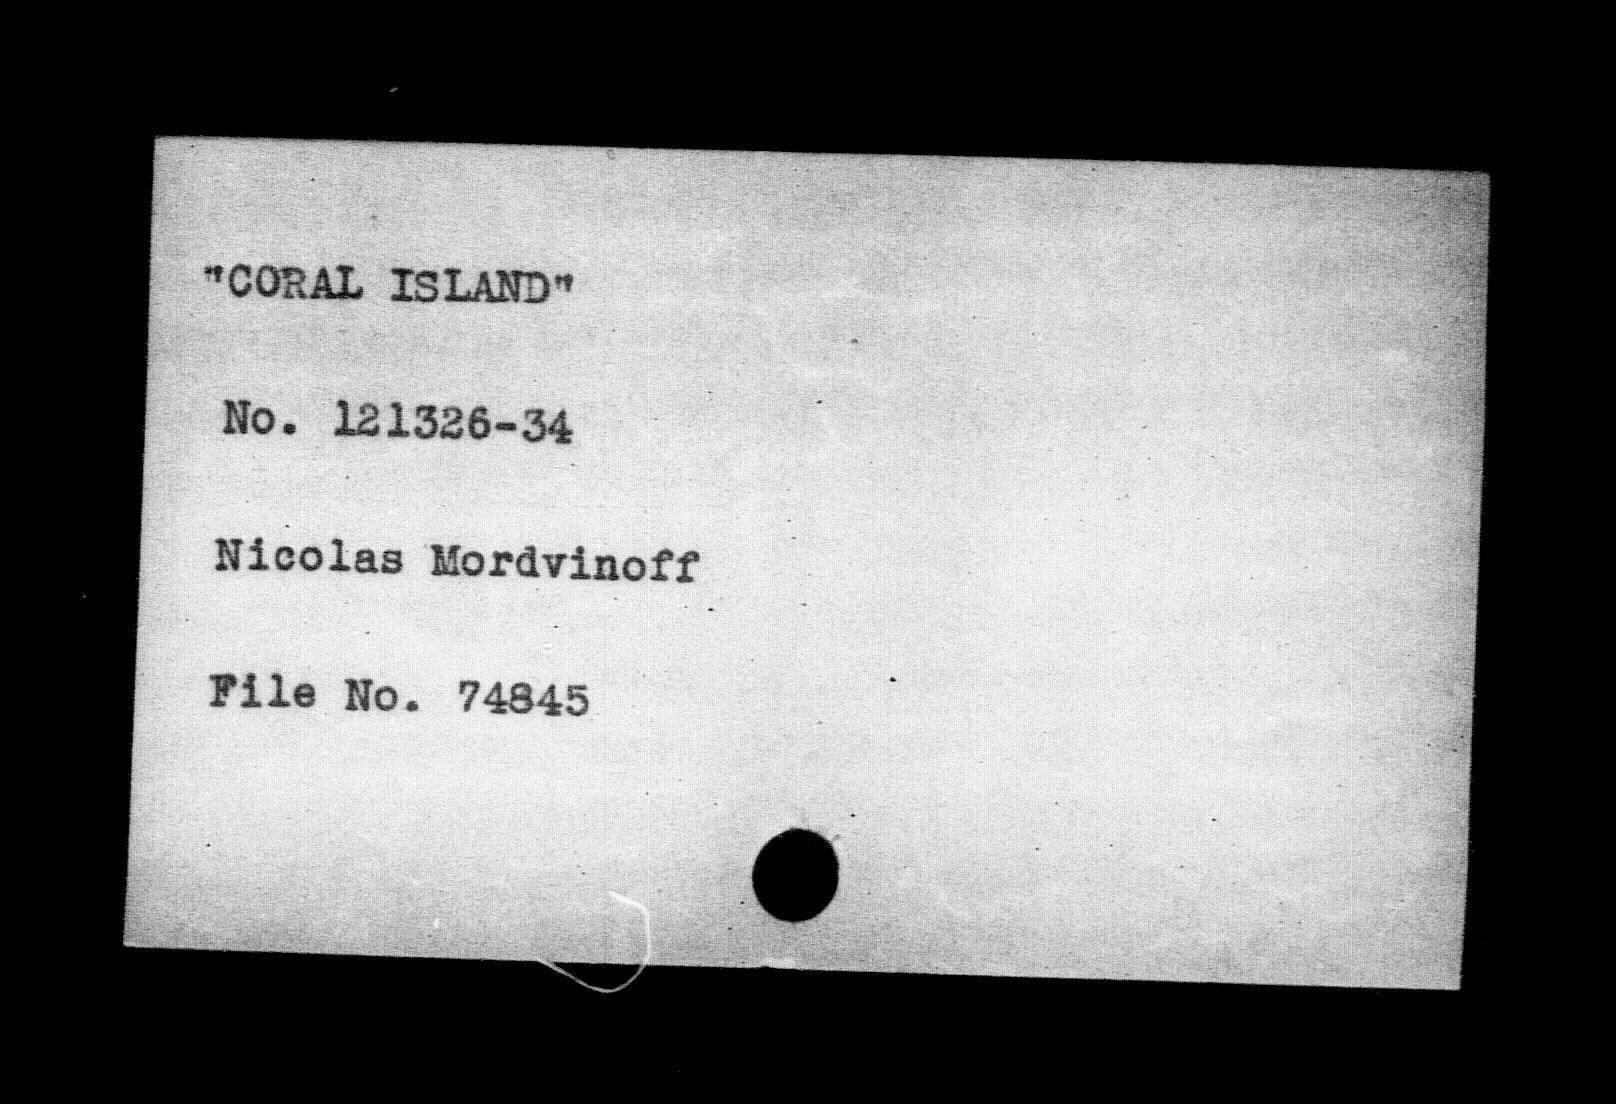 "CORAL ISLAND"
No. 121326-34
Nicolas Mordvinoff
File No. 74845